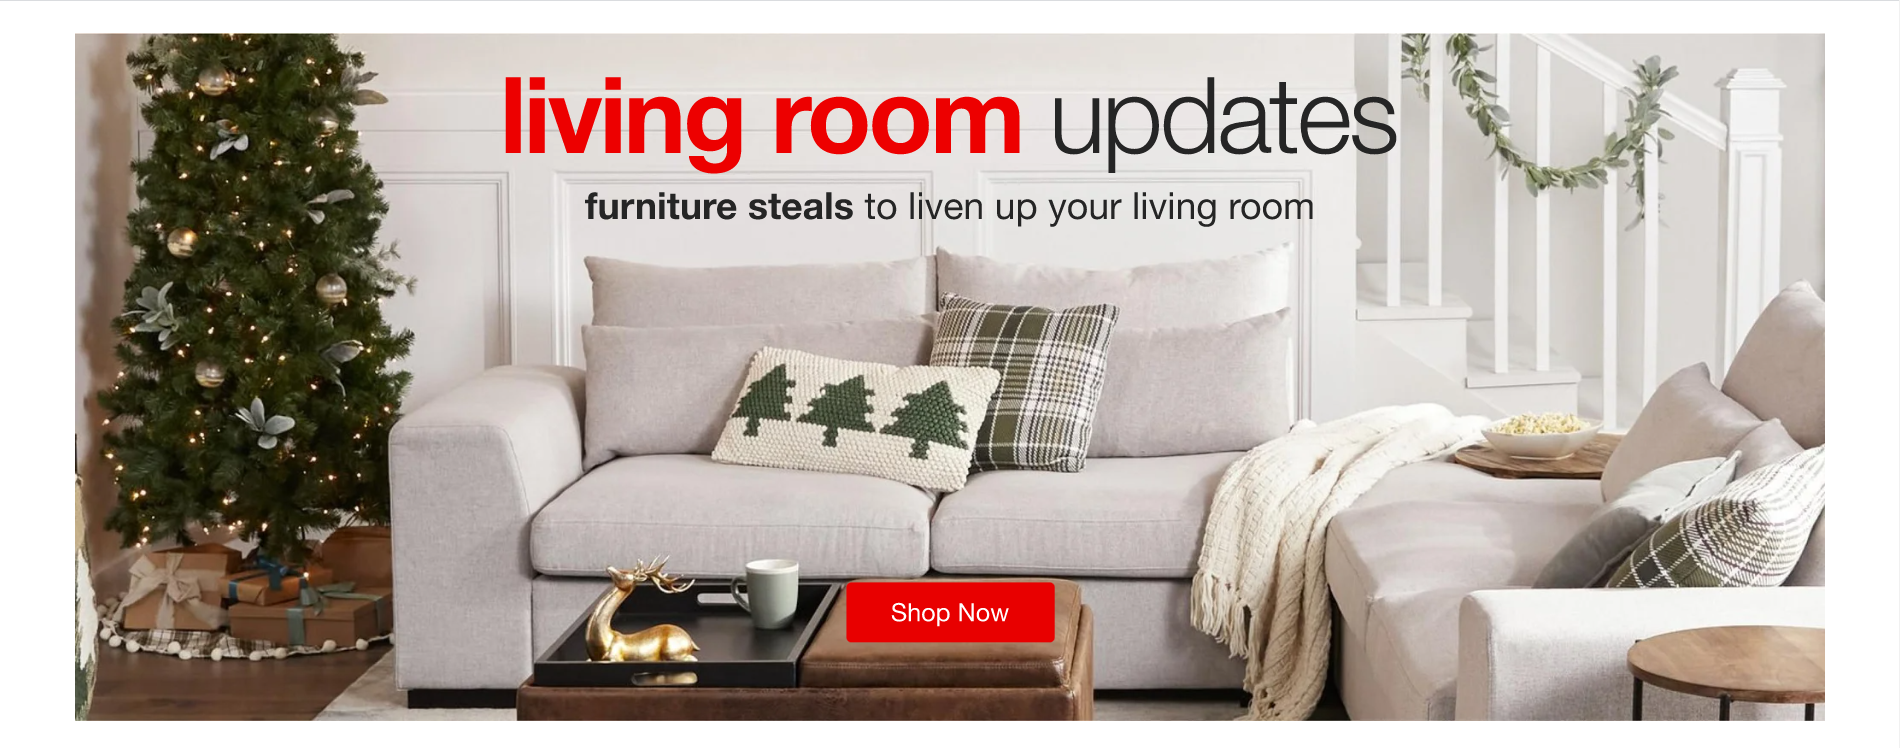 living room updates
furniture steals to liven up your living room
Shop Now